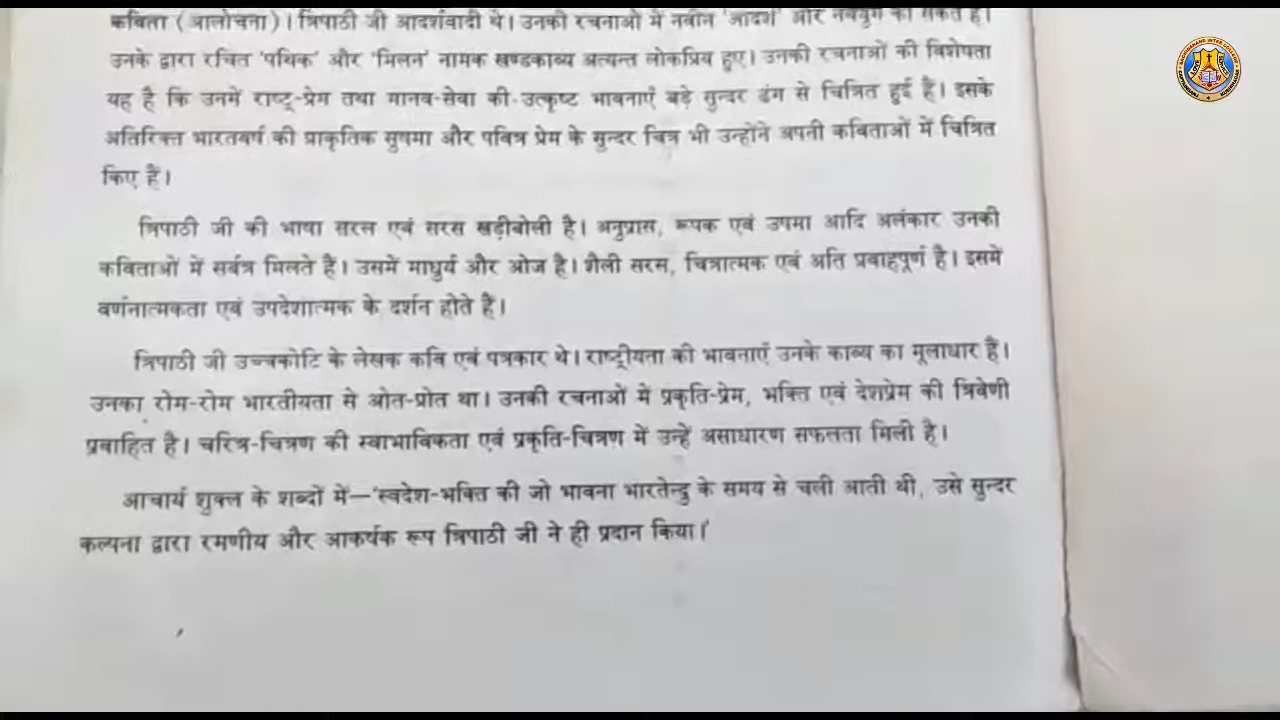 कविता (आलोचना)। त्रिपाठी जी आदर्शवादी थे। उनकी रचनाओं में नवीन 'आदर्श' और नवयुग का संकेत है।
उनके द्वारा रचित 'पथिक' और 'मिलन' नामक खण्डकाव्य अत्यन्त लोकप्रिय हुए। उनकी रचनाओं की विशेषता
यह है कि उनमें राष्ट्र-प्रेम तथा मानव-सेवा की उत्कृष्ट भावनाएँ बड़े सुन्दर ढंग से चित्रित हुई हैं। इसके
अतिरिक्त भारतवर्ष की प्राकृतिक सुषमा और पवित्र प्रेम के सुन्दर चित्र भी उन्होंने अपनी कविताओं में चित्रित
किए हैं।
त्रिपाठी जी की भाषा सरस एवं सरस खड़ीबोली है। अनुप्रास, रूपक एवं उपमा आदि अलंकार उनकी
कविताओं में सर्वत्र मिलते हैं। उसमें माधुर्य और ओज है। शैली सरस, चित्रात्मक एवं अति प्रवाहपूर्ण है। इसमें
वर्णनात्मकता एवं उपदेशात्मक के दर्शन होते हैं।
त्रिपाठी जी उच्चकोटि के लेखक कवि एवं पत्रकार थे। राष्ट्रीयता की भावनाएँ उनके काव्य का मूलाधार हैं।
उनका रोम-रोम भारतीयता से ओत-प्रोत था। उनकी रचनाओं में प्रकृति-प्रेम, भक्ति एवं देशप्रेम की त्रिवेणी
प्रवाहित है। चरित्र-चित्रण की स्वाभाविकता एवं प्रकृति-चित्रण में उन्हें असाधारण सफलता मिली है।
आचार्य शुक्ल के शब्दों में—'स्वदेश-भक्ति की जो भावना भारतेन्दु के समय से चली आती थी, उसे सुन्दर
कल्पना द्वारा रमणीय और आकर्षक रूप त्रिपाठी जी ने ही प्रदान किया।'